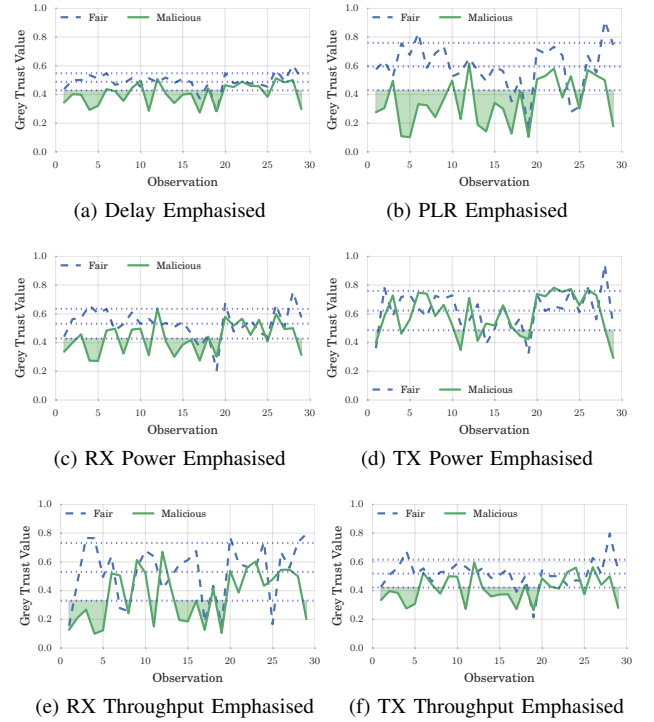 1.0
0.8
0.6
0.4
0.2
0.0
Grey Trust Value
Fair Malicious
0 5 10 15 20 25 30
Observation
(a) Delay Emphasised
1.0
0.8
0.6
0.4
0.2
0.0
Grey Trust Value
Fair Malicious
0 5 10 15 20 25 30
Observation
(b) PLR Emphasised
1.0
0.8
0.6
0.4
0.2
0.0
Grey Trust Value
Fair Malicious
0 5 10 15 20 25 30
Observation
(c) RX Power Emphasised
1.0
0.8
0.6
0.4
0.2
0.0
Grey Trust Value
Fair Malicious
0 5 10 15 20 25 30
Observation
(d) TX Power Emphasised
1.0
0.8
0.6
0.4
0.2
0.0
Grey Trust Value
Fair Malicious
0 5 10 15 20 25 30
Observation
(e) RX Throughput Emphasised
1.0
0.8
0.6
0.4
0.2
0.0
Grey Trust Value
Fair Malicious
0 5 10 15 20 25 30
Observation
(f) TX Throughput Emphasised